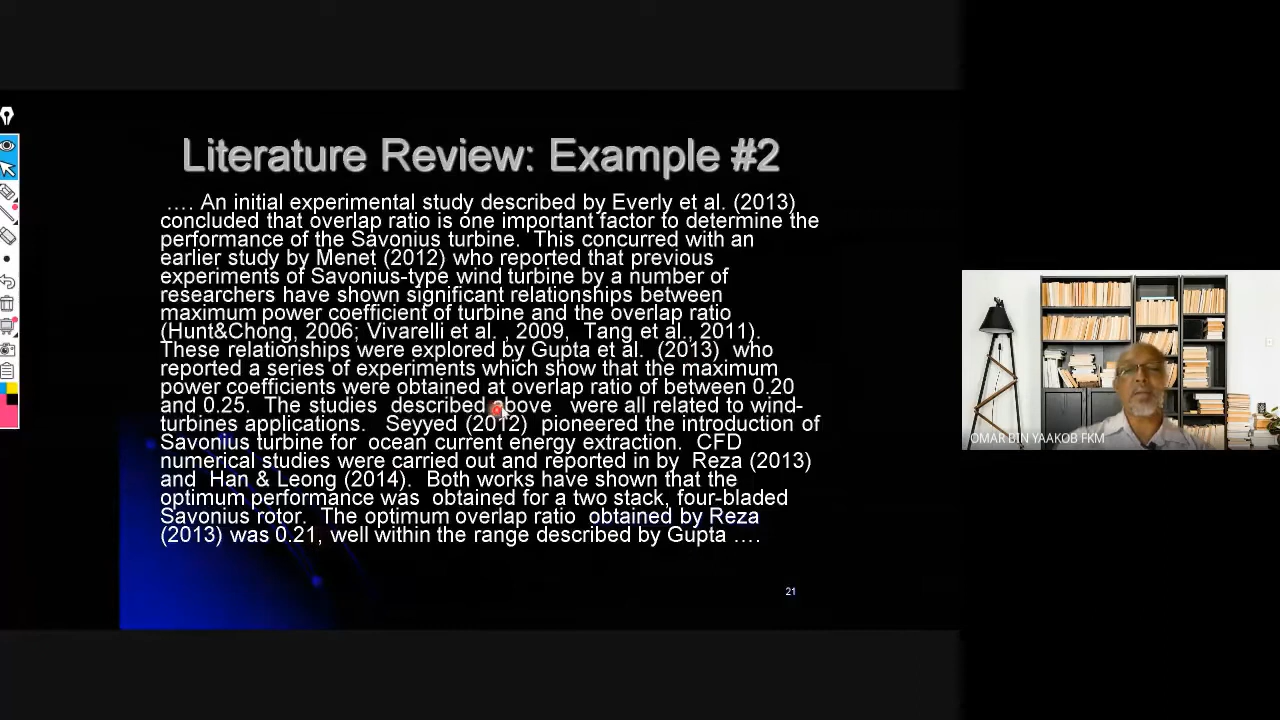 Literature Review: Example #2
.... An initial experimental study described by Everly et al. (2013)
concluded that overlap ratio is one important factor to determine the
performance of the Savonius turbine. This concurred with an
earlier study by Menet (2012) who reported that previous
experiments of Savonius-type wind turbine by a number of
researchers have shown significant relationships between
maximum power coefficient of turbine and the overlap ratio
(Hunt&Chong, 2006; Vivarelli et al. , 2009, Tang et al., 2011).
These relationships were explored by Gupta et al. (2013) who
reported a series of experiments which show that the maximum
power coefficients were obtained at overlap ratio of between 0.20
and 0.25. The studies described above were all related to wind-
turbines applications. Seyyed (2012) pioneered the introduction of
Savonius turbine for ocean current energy extraction. CFD
numerical studies were carried out and reported in by Reza (2013)
and Han & Leong (2014). Both works have shown that the
optimum performance was obtained for a two stack, four-bladed
Savonius rotor. The optimum overlap ratio obtained by Reza
(2013) was 0.21, well within the range described by Gupta ....
21
OMAR BIN YAAKOB FKM